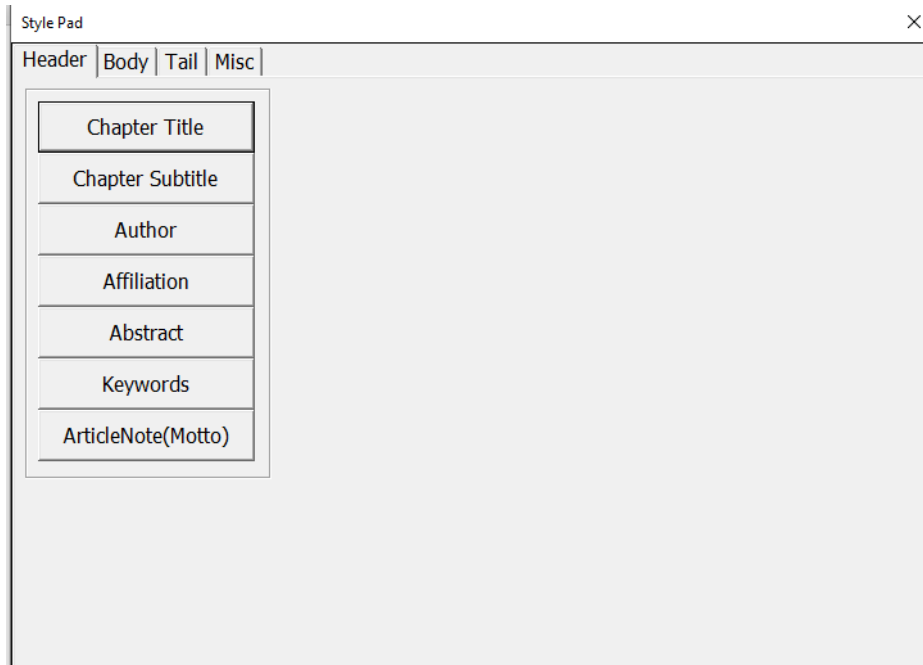 Style Pad
Header Body Tail Misc
Chapter Title
Chapter Subtitle
Author
Affiliation
Abstract
Keywords
ArticleNote(Motto)